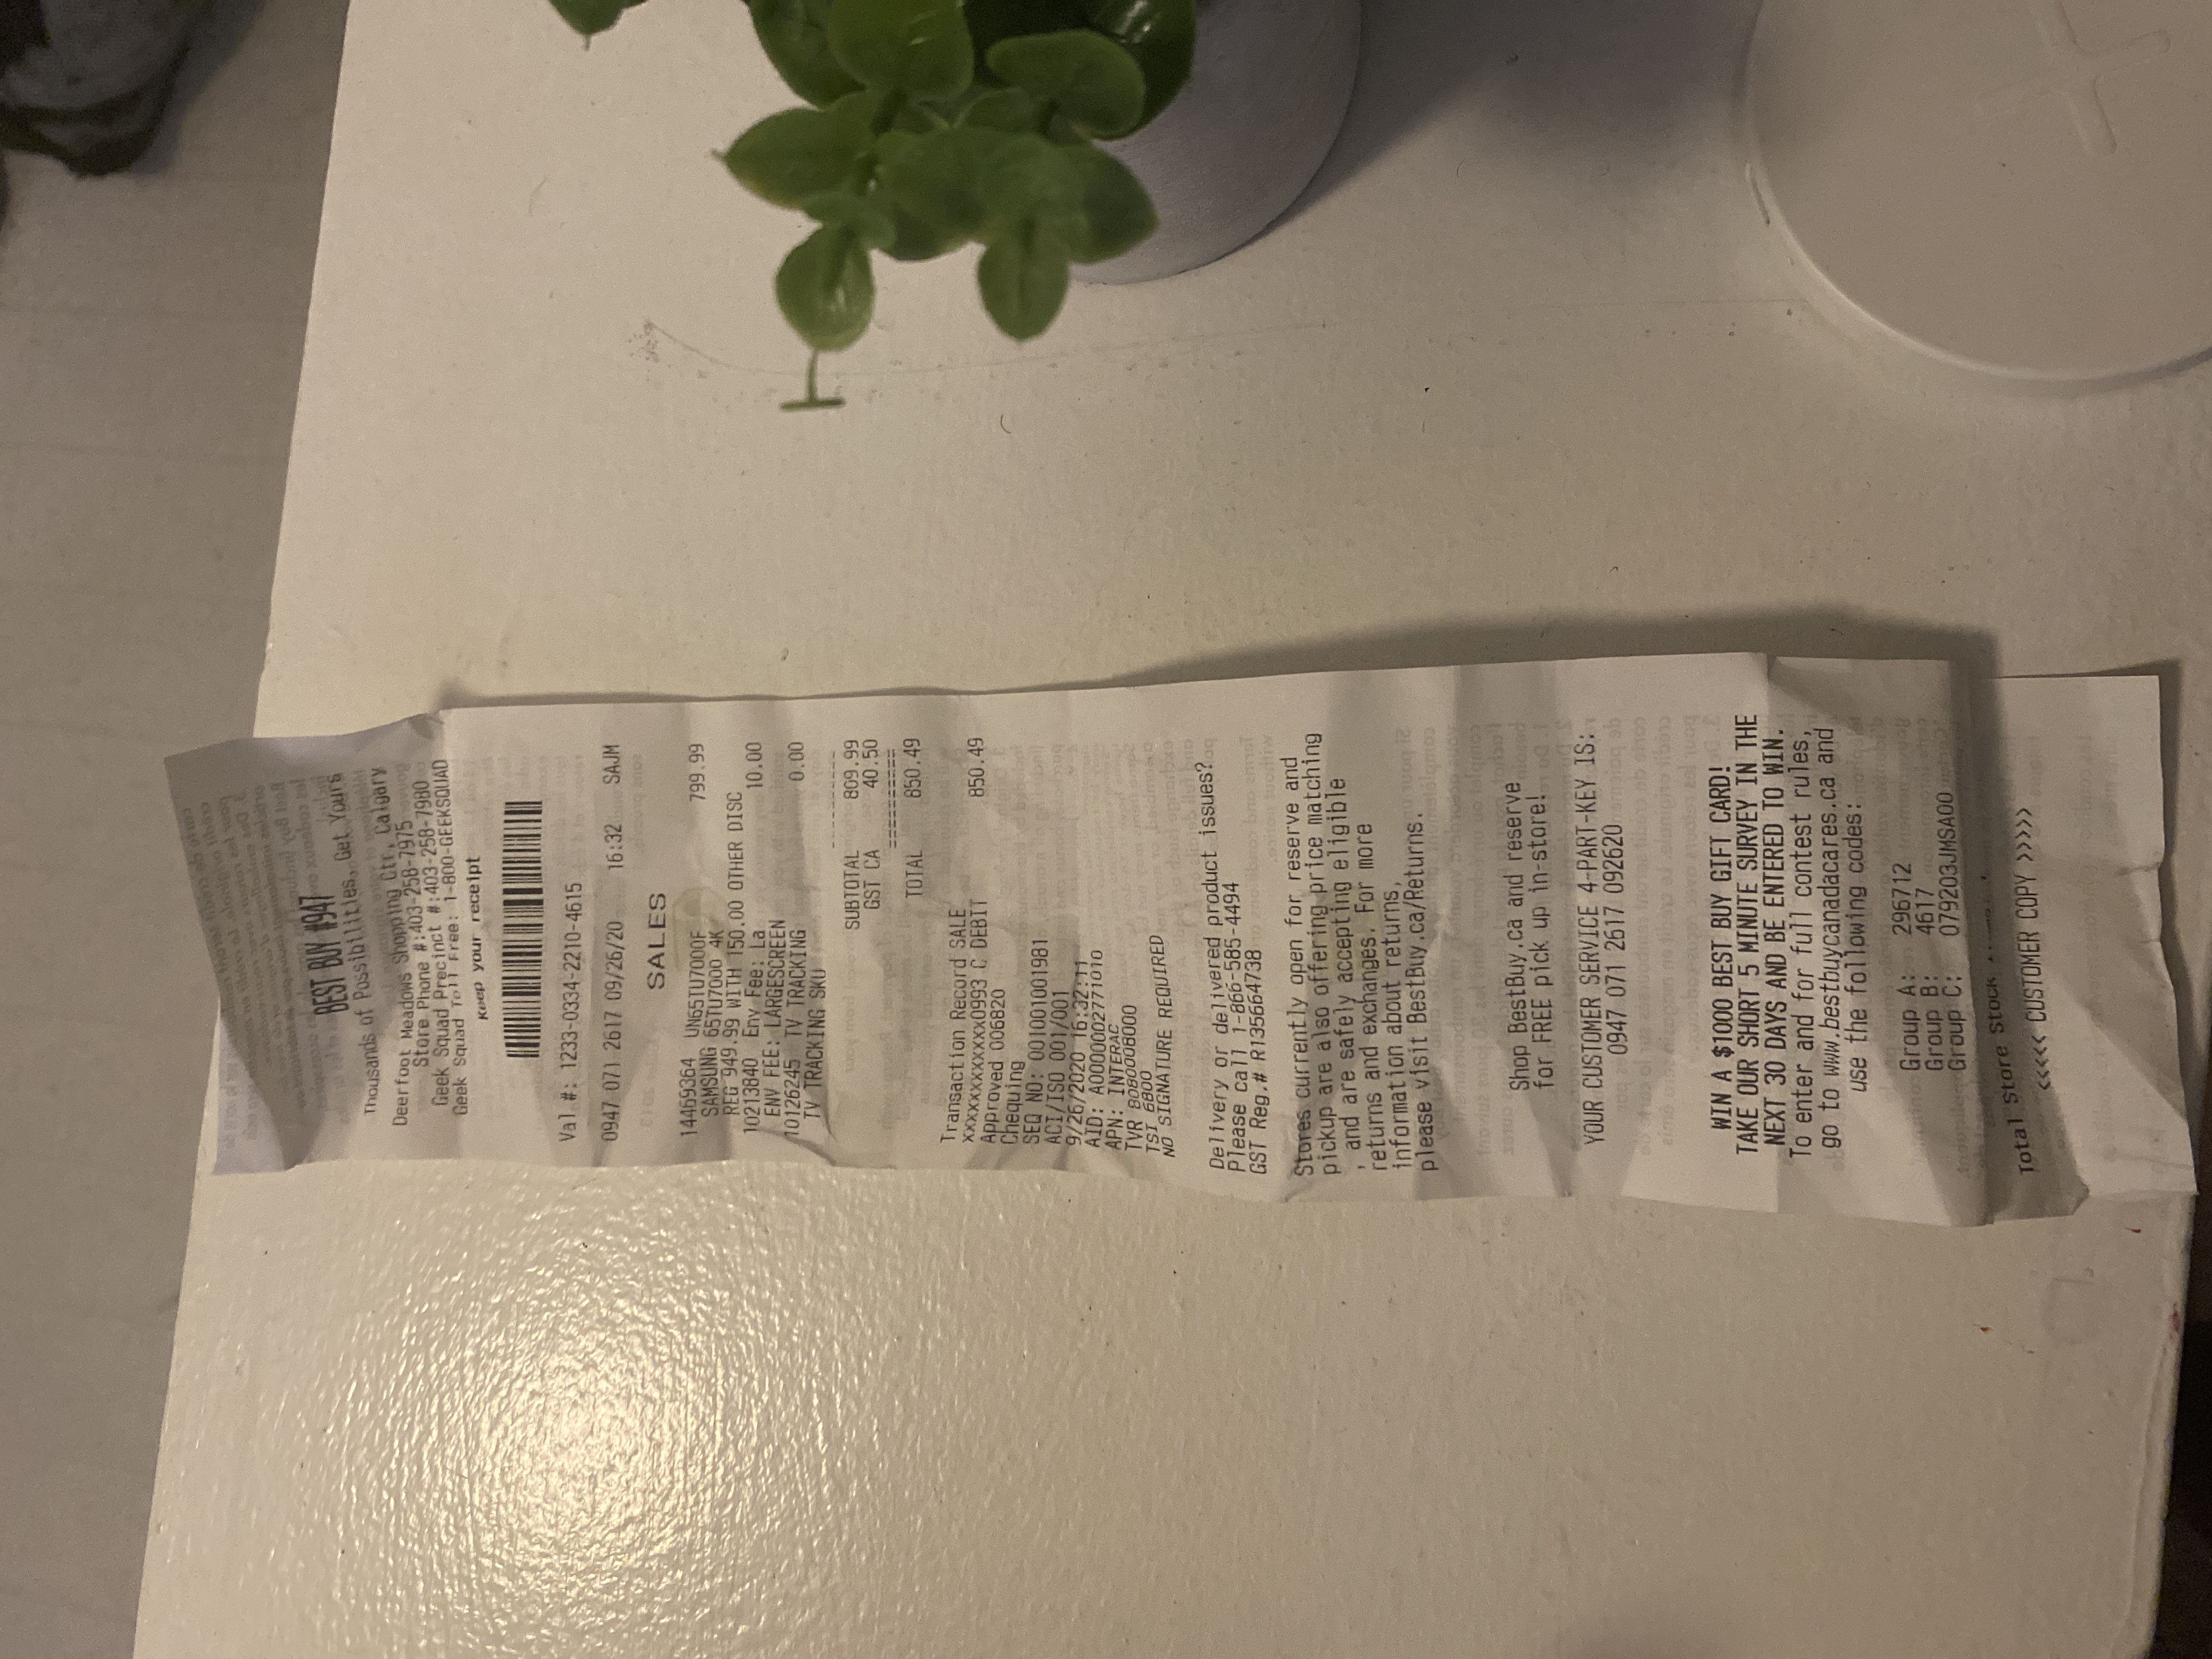 BEST BUY #947
Thousands of Possibilities, Get Yours
Deerfoot Meadows Shopping Ctr, Calgary
Store Phone #:403-258-7975
Geek Squad Precinct #:403-258-7980
Geek Squad Toll Free: 1-800-GEEKSQUAD
Keep your receipt
Val #: 1233-0334-2210-4615
0947 071 2617 09/26/20 16:32 SAJM
SALES
14469364 UN65TU7000F 799.99
SAMSUNG 65TU7000 4K
REG 949.99 WITH 150.00 OTHER DISC
10213840 Env Fee: La 10.00
ENV FEE: LARGESCREEN
10126245 TV TRACKING 0.00
TV TRACKING SKU
---------
SUBTOTAL 809.99
GST CA 40.50
==========
TOTAL 850.49
Transaction Record SALE
xxxxxxxxxxxx0993 C DEBIT 850.49
Approved 006820
Chequing
SEQ NO: 001001001981
ACI/ISO 001/001
9/26/2020 16:32:11
AID: A0000002771010
APN: INTERAC
TVR 8080008000
TSI 6800
NO SIGNATURE REQUIRED
Delivery or delivered product issues?
Please call 1-866-585-4494
GST Reg.# R135664738
Stores currently open for reserve and
pickup are also offering price matching
, and are safely accepting eligible
returns and exchanges. For more
information about returns,
please visit BestBuy.ca/Returns.
Shop BestBuy.ca and reserve
for FREE pick up in-store!
YOUR CUSTOMER SERVICE 4-PART-KEY IS:
0947 071 2617 092620
WIN A $1000 BEST BUY GIFT CARD!
TAKE OUR SHORT 5 MINUTE SURVEY IN THE
NEXT 30 DAYS AND BE ENTERED TO WIN.
To enter and for full contest rules,
go to www.bestbuycanadacares.ca and
use the following codes:
Group A: 296712
Group B: 4617
Group C: 079203JMSA00
Total Store Stock
<<<<< CUSTOMER COPY >>>>>